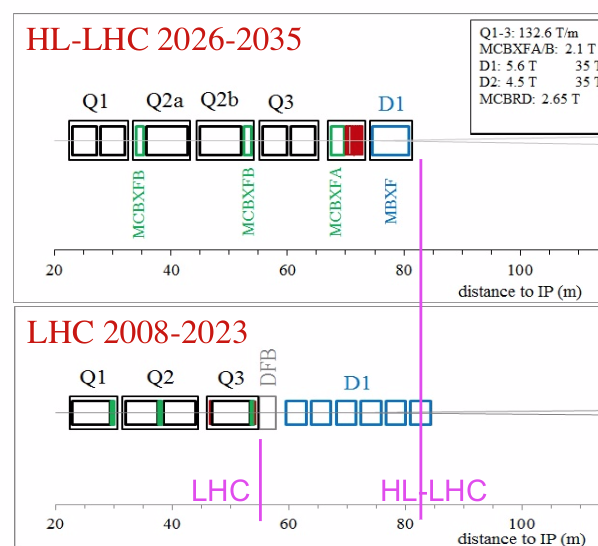 HL-LHC 2026-2035
Q1-3: 132.6 T/m
MCBXFA/B: 2.1 T
D1: 5.6 T 35 T
D2: 4.5 T 35 T
MCBRD: 2.65 T
Q1 Q2a Q2b Q3 D1
MCBXFB MCBXFB MCBXFA MBXF
20 40 60 80 100
distance to IP (m)
LHC 2008-2023
Q1 Q2 Q3 DFB D1
LHC HL-LHC
20 40 60 80 100
distance to IP (m)